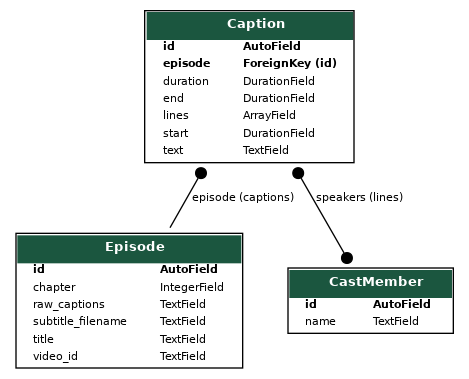 Caption
id AutoField
episode ForeignKey (id)
duration DurationField
end DurationField
lines ArrayField
start DurationField
text TextField
episode (captions) speakers (lines)
Episode
id AutoField
chapter IntegerField
raw_captions TextField
subtitle_filename TextField
title TextField
video_id TextField
CastMember
id AutoField
name TextField